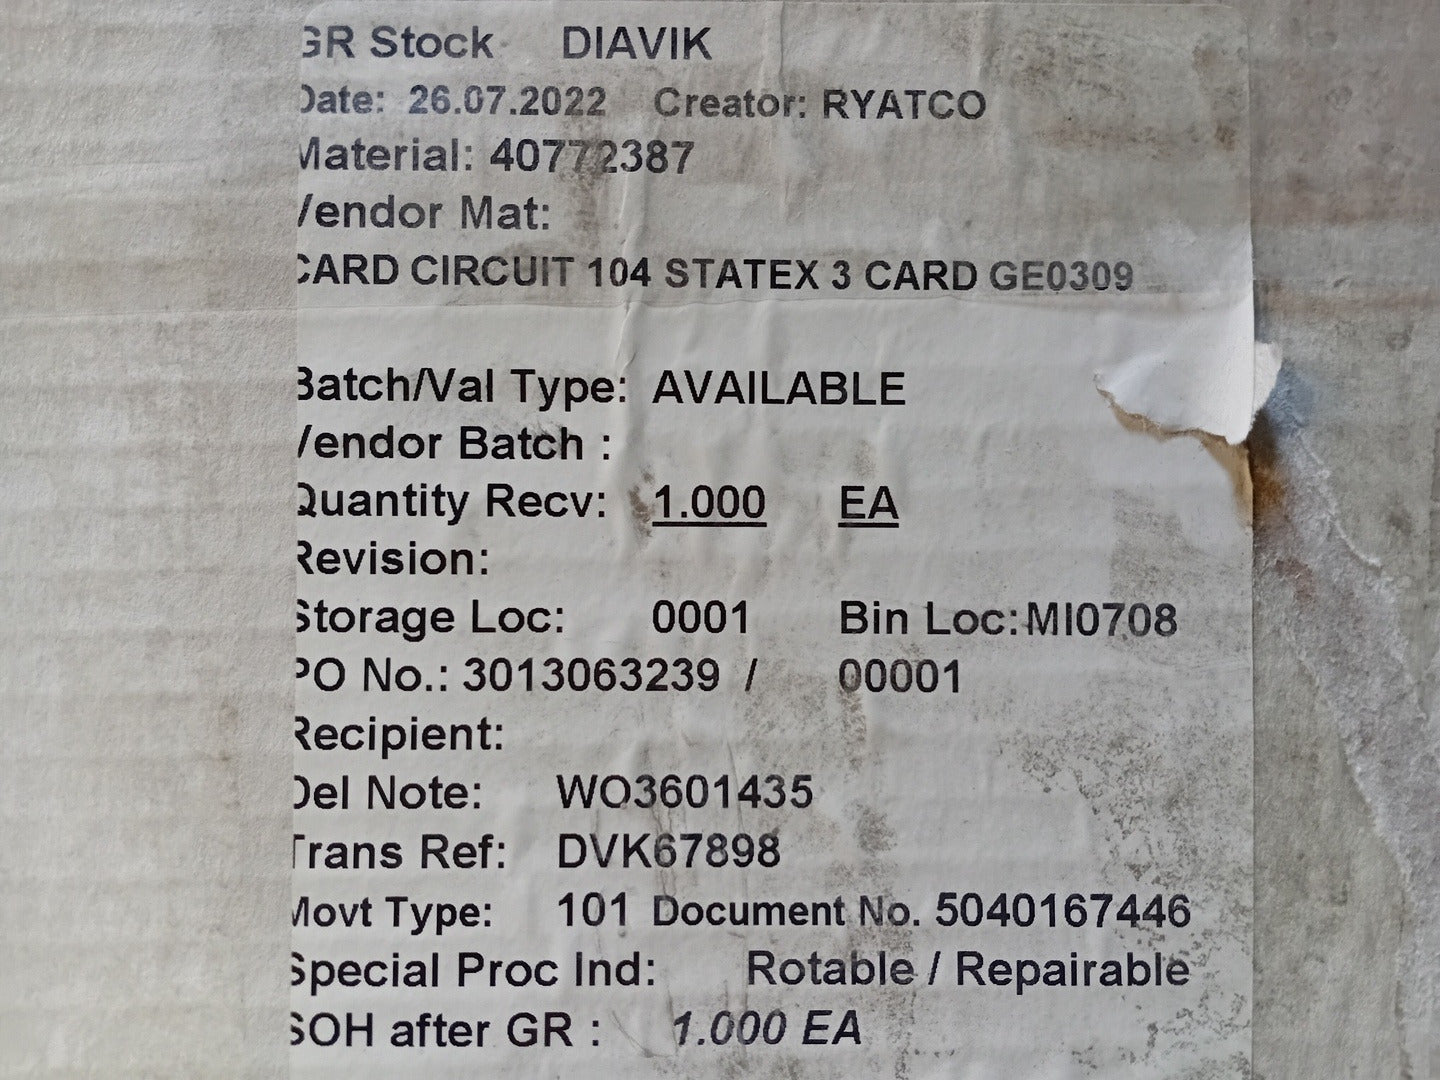 GR Stock DIAVIK
Date: 26.07.2022 Creator: RYATCO
Material: 40772387
Vendor Mat:
CARD CIRCUIT 104 STATEX 3 CARD GE0309
Batch/Val Type: AVAILABLE
Vendor Batch :
Quantity Recv: 1.000 EA
Revision:
Storage Loc: 0001 Bin Loc: MI0708
PO No.: 3013063239 / 00001
Recipient:
Del Note: WO3601435
Trans Ref: DVK67898
Movt Type: 101 Document No. 5040167446
Special Proc Ind: Rotable / Repairable
SOH after GR : 1.000 EA